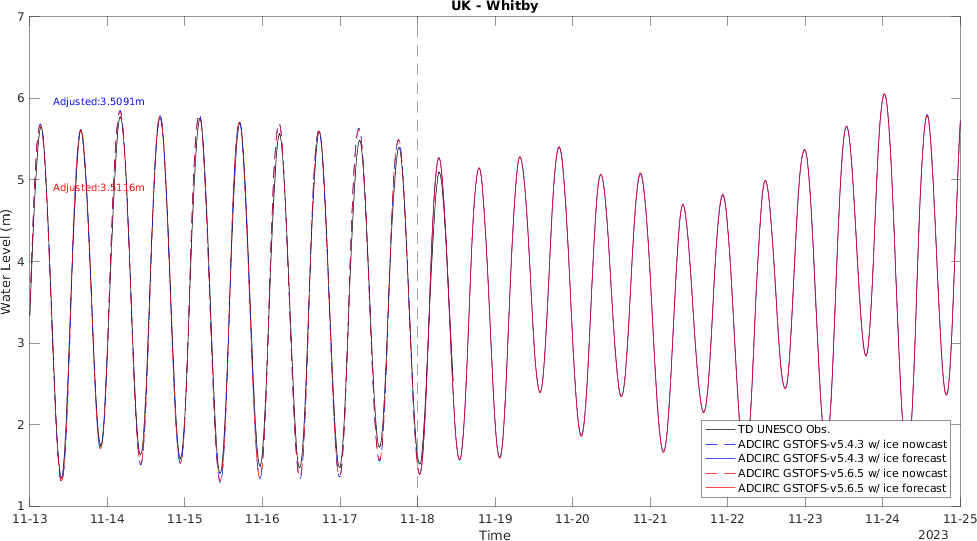 UK - Whitby
7
6
5
4
3
2
1
Water Level (m)
Adjusted:3.5091m
Adjusted:3.5116m
TD UNESCO Obs.
ADCIRC GSTOFS-v5.4.3 w/ ice nowcast
ADCIRC GSTOFS-v5.4.3 w/ ice forecast
ADCIRC GSTOFS-v5.6.5 w/ ice nowcast
ADCIRC GSTOFS-v5.6.5 w/ ice forecast
11-13 11-14 11-15 11-16 11-17 11-18 11-19 11-20 11-21 11-22 11-23 11-24 11-25
Time
2023